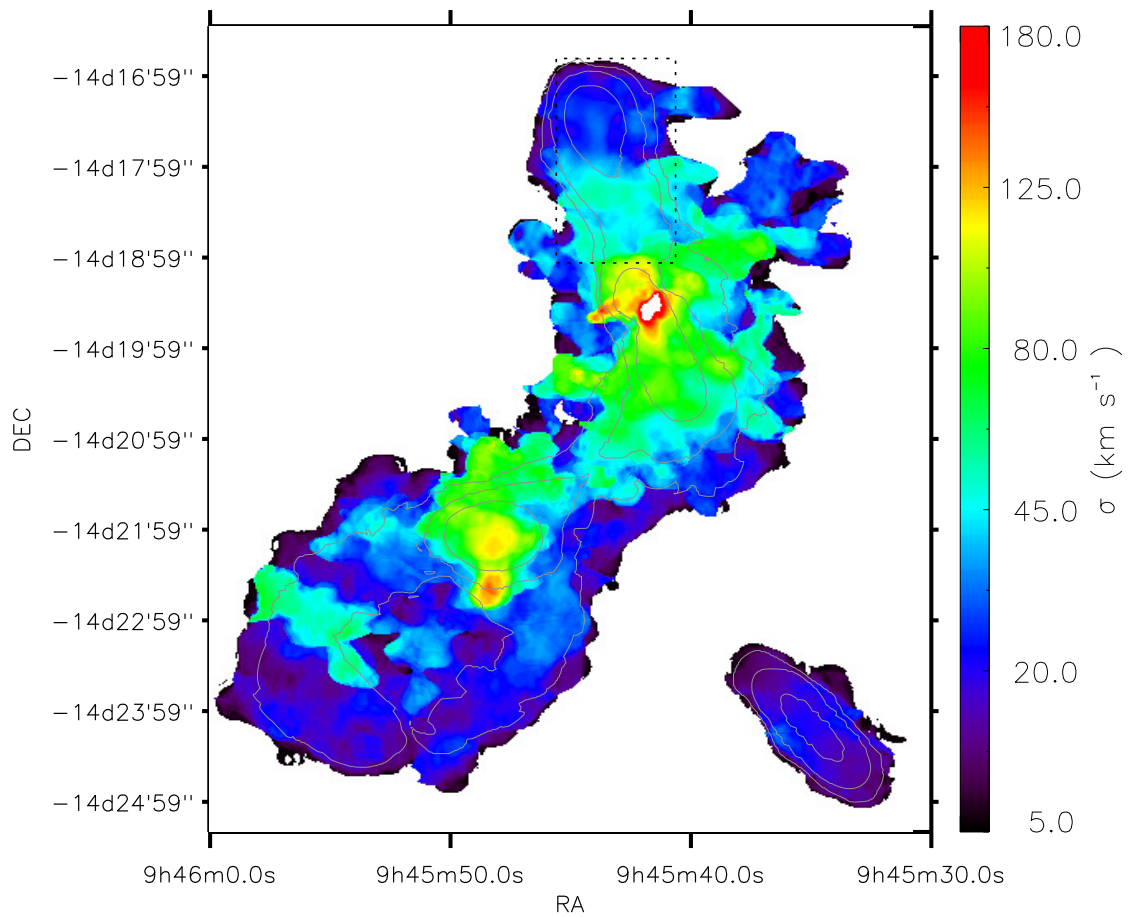 -14d16'59"
-14d17'59"
-14d18'59"
-14d19'59"
-14d20'59"
-14d21'59"
-14d22'59"
-14d23'59"
-14d24'59"
DEC
9h46m0.0s
9h45m50.0s
9h45m40.0s
9h45m30.0s
RA
180.0
125.0
80.0
45.0
20.0
5.0
σ (km s⁻¹)